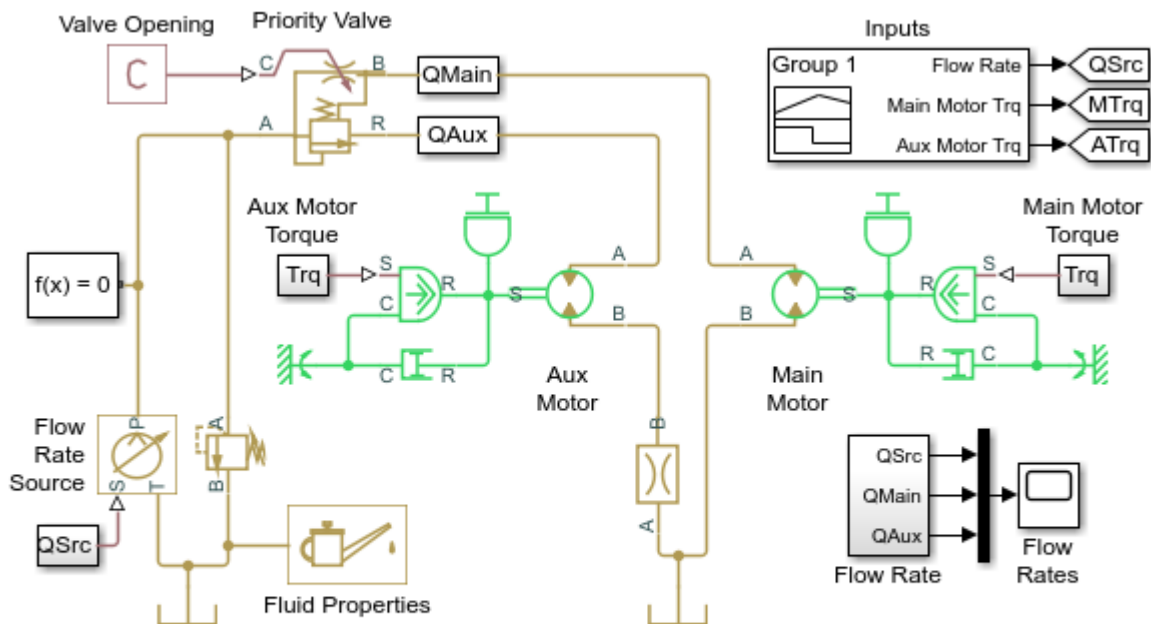 Valve Opening
Priority Valve
C
C
B
QMain
A
R
QAux
Inputs
Group 1
Flow Rate
QSrc
Main Motor Trq
MTrq
Aux Motor Trq
ATrq
Aux Motor
Torque
Trq
S
R
C
C
R
S
A
B
Aux
Motor
Main Motor
Torque
Trq
S
R
C
R
C
S
A
B
Main
Motor
f(x) = 0
Flow
Rate
Source
P
S
T
QSrc
A
B
Fluid Properties
B
A
QSrc
QMain
QAux
Flow Rate
Flow
Rates